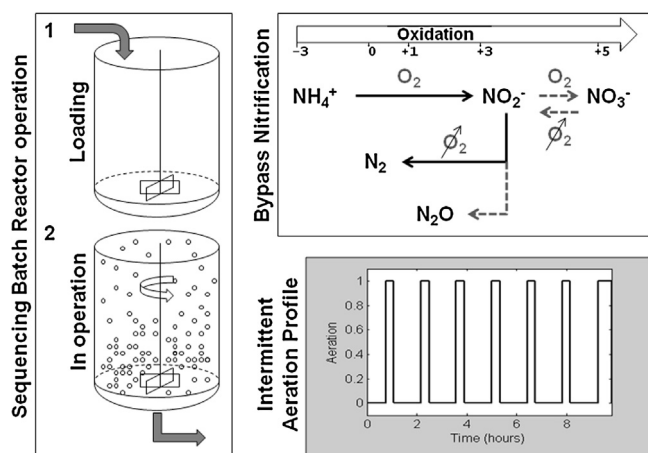 Sequencing Batch Reactor operation
1
Loading
2
In operation
Bypass Nitrification
Oxidation
−3 0 +1 +3 +5
NH₄⁺ O₂ NO₂⁻ O₂ NO₃⁻
O₂ O₂
N₂
N₂O
Intermittent
Aeration Profile
Aeration
1
0.8
0.6
0.4
0.2
0
0 2 4 6 8
Time (hours)